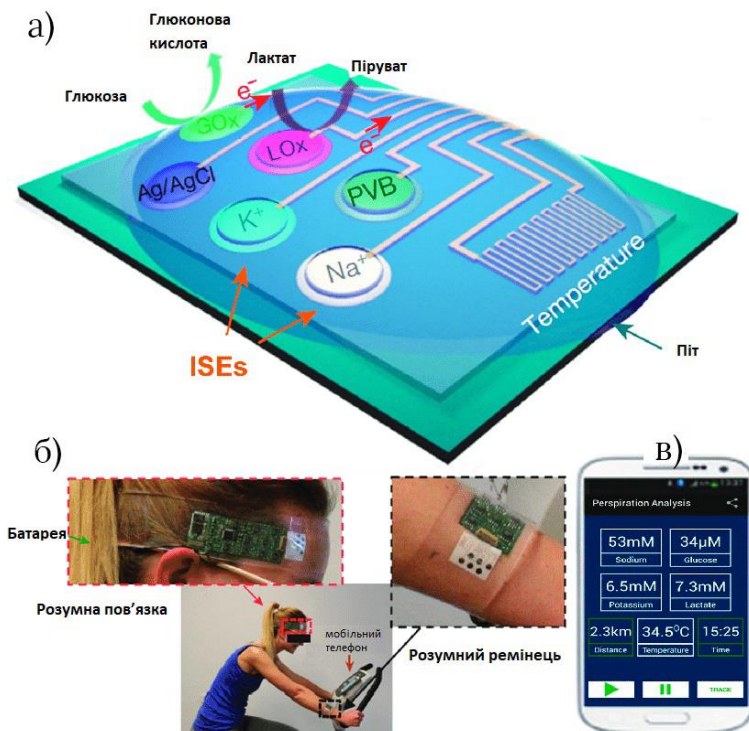 а)
Глюконова
кислота
Глюкоза
Лактат
Піруват
e⁻
GOx
LOx
e⁻
Ag/AgCl
PVB
K⁺
Na⁺
Temperature
ISEs
Піт
б)
Батарея
Розумна пов’язка
мобільний
телефон
Розумний ремінець
в)
Perspiration Analysis
53mM
Sodium
34µM
Glucose
6.5mM
Potassium
7.3mM
Lactate
2.3km
Distance
34.5⁰C
Temperature
15:25
Time
TRACK